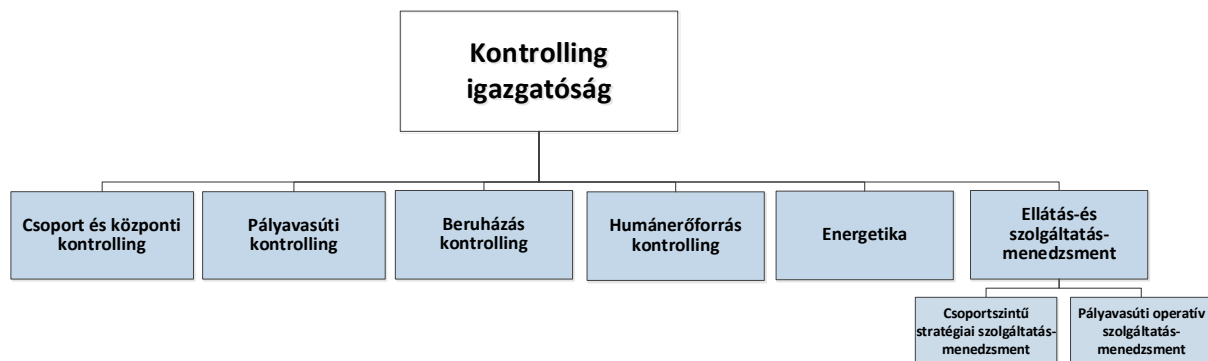 Kontrolling
igazgatóság
Csoport és központi
kontrolling
Pályavasúti
kontrolling
Beruházás
kontrolling
Humánerőforrás
kontrolling
Energetika
Ellátás-és
szolgáltatás-
menedzsment
Csoportszintű
stratégiai szolgáltatás-
menedzsment
Pályavasúti operatív
szolgáltatás-
menedzsment